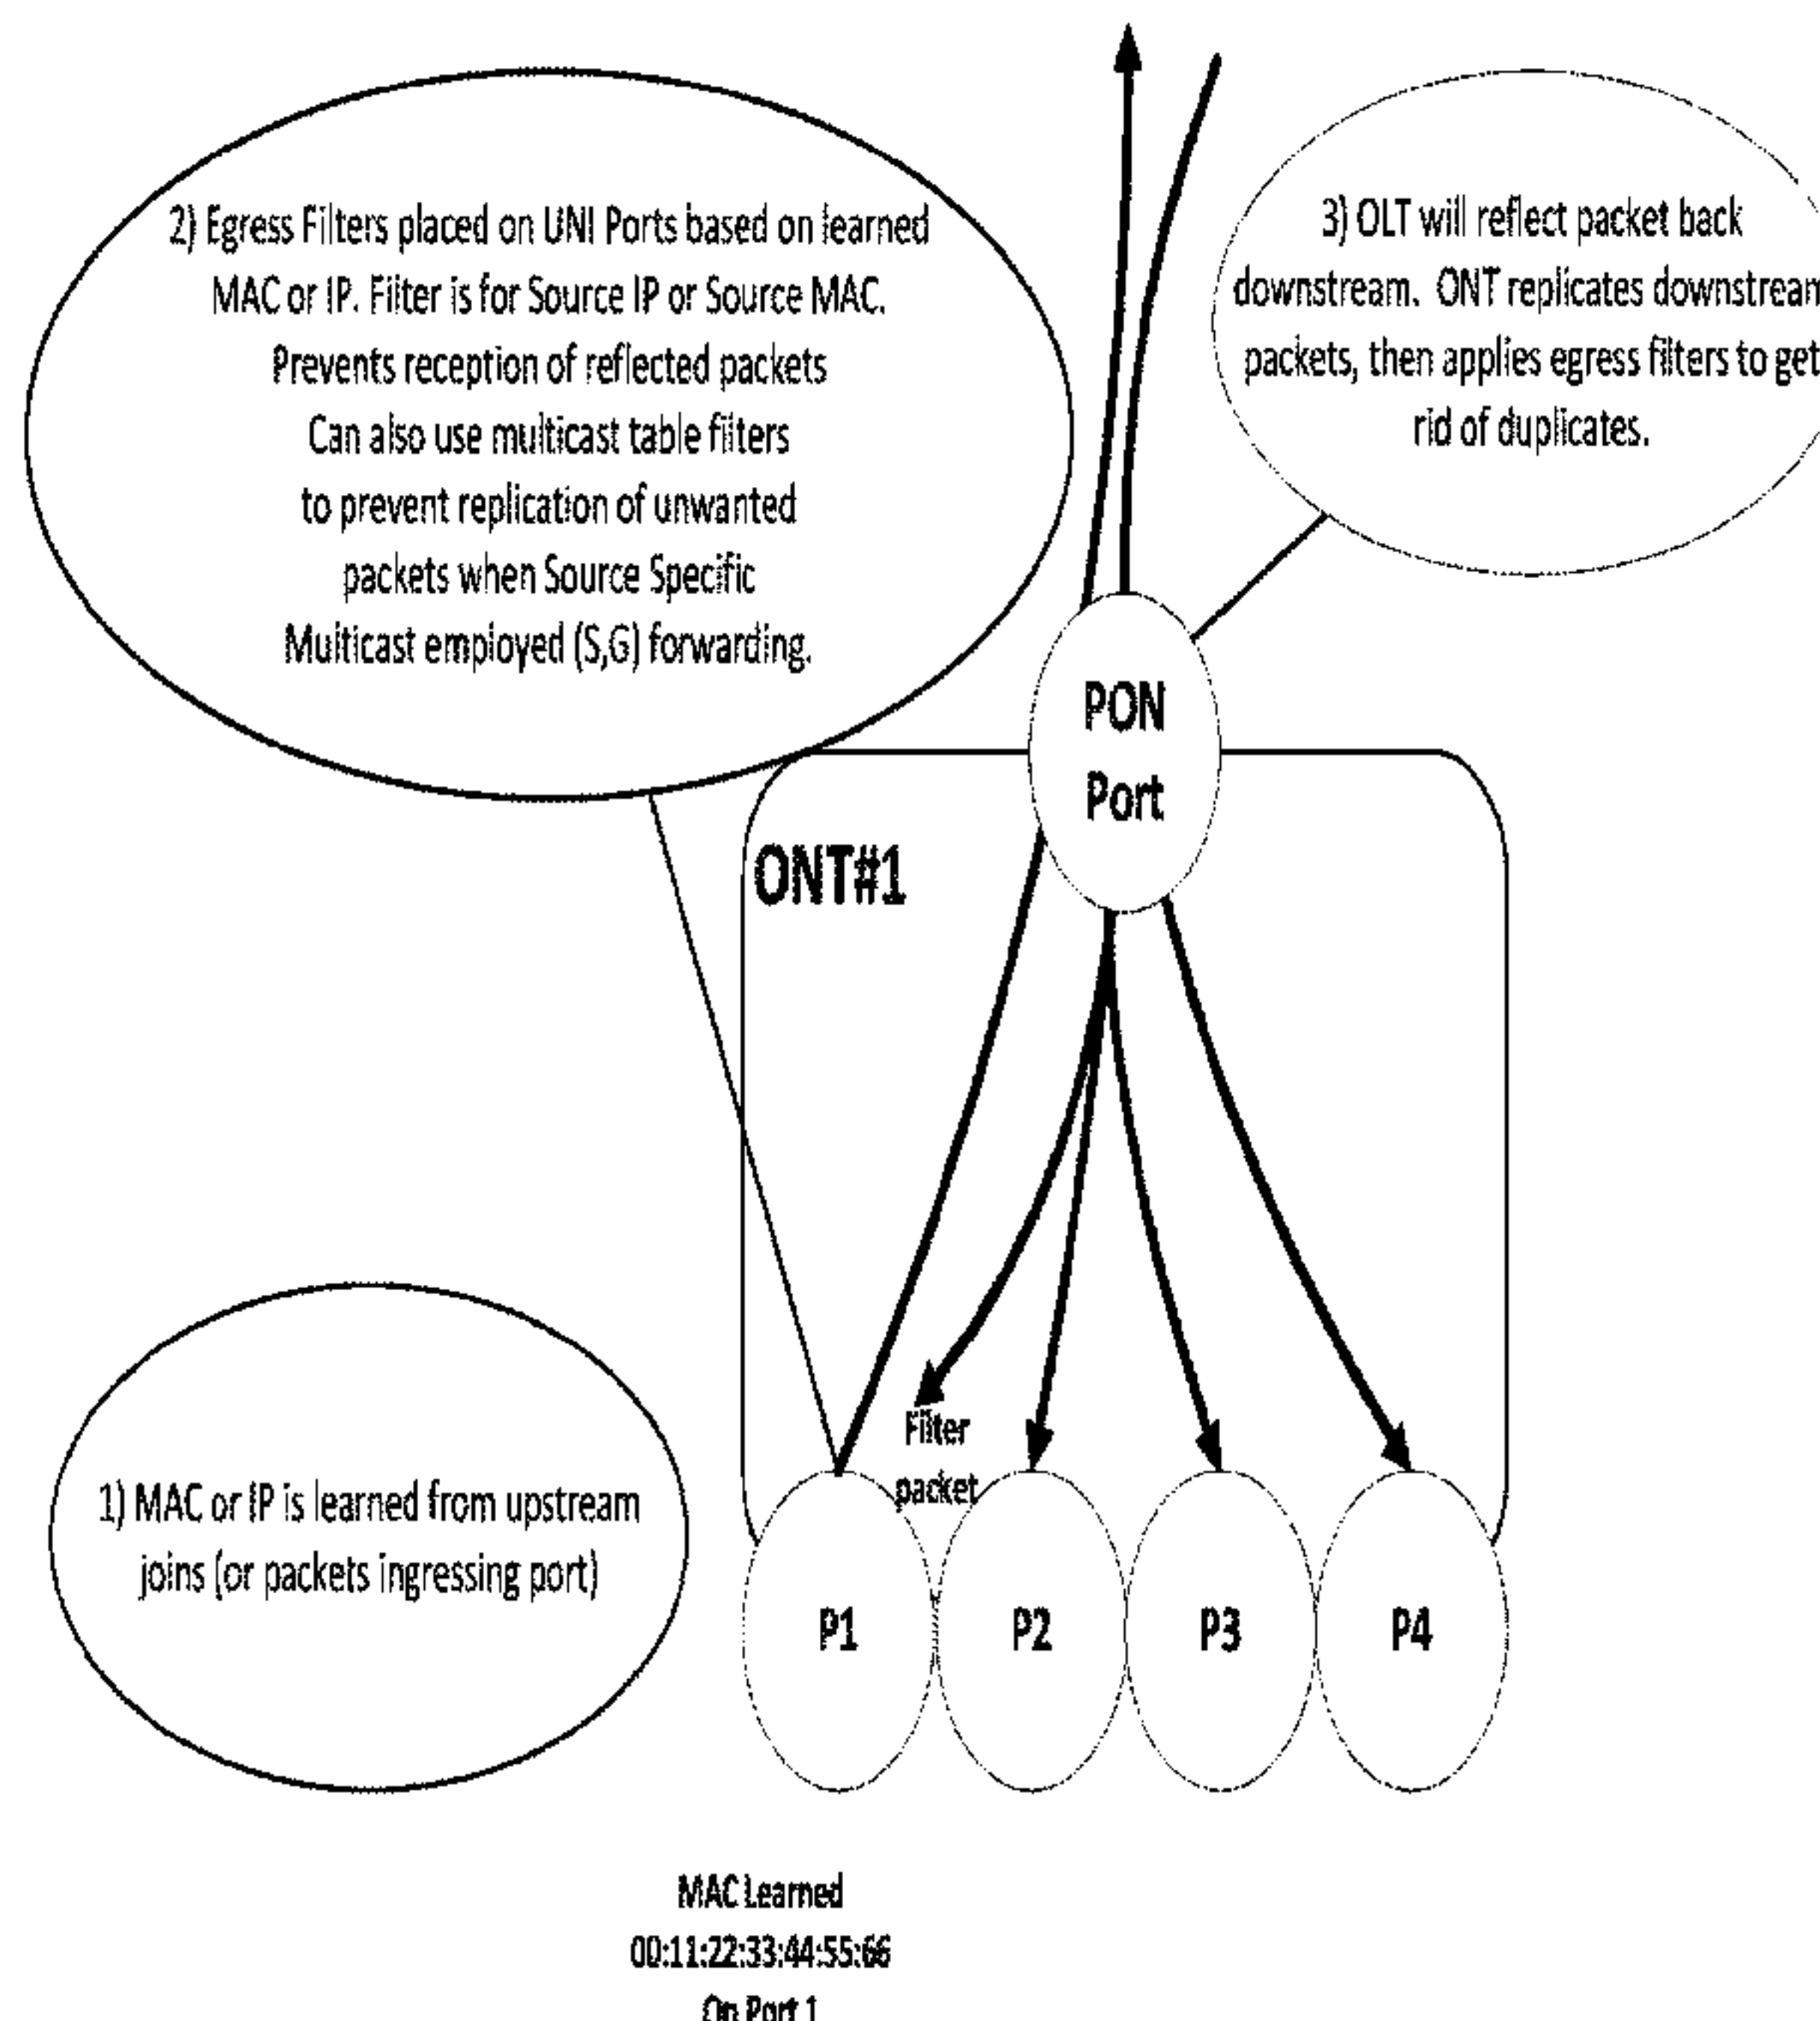 2) Egress Filters placed on UNI Ports based on learned
MAC or IP. Filter is for Source IP or Source MAC.
Prevents reception of reflected packets
Can also use multicast table filters
to prevent replication of unwanted
packets when Source Specific
Multicast employed (S,G) forwarding.
3) OLT will reflect packet back
downstream. ONT replicates downstream
packets, then applies egress filters to get
rid of duplicates.
PON
Port
ONT#1
Filter
packet
1) MAC or IP is learned from upstream
joins (or packets ingressing port)
P1
P2
P3
P4
MAC Learned
00:11:22:33:44:55:66
On Port 1